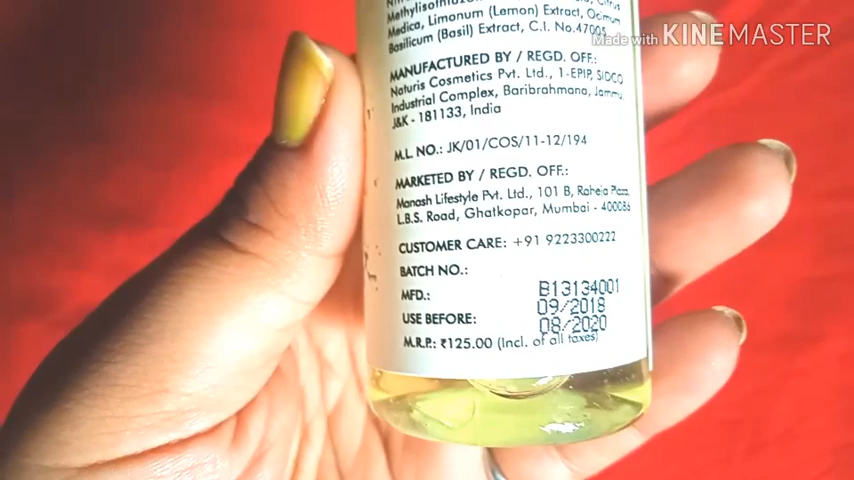 Methylisothiazo
Medica, Limonum (Lemon) Extract, Ocimum
Basilicum (Basil) Extract, C.I. No.47005
Made with KINEMASTER
MANUFACTURED BY / REGD. OFF.:
Naturis Cosmetics Pvt. Ltd., 1-EPIP, SIDCO
Industrial Complex, Baribrahmana, Jammu,
J&K - 181133, India
M.L. NO.: JK/01/COS/11-12/194
MARKETED BY / REGD. OFF.:
Manash Lifestyle Pvt. Ltd., 101 B, Raheja Plaza,
L.B.S. Road, Ghatkopar, Mumbai - 400086
CUSTOMER CARE: +91 9223300222
BATCH NO.: B13134001
MFD.: 09/2018
USE BEFORE: 08/2020
M.R.P.: ₹125.00 (Incl. of all taxes)